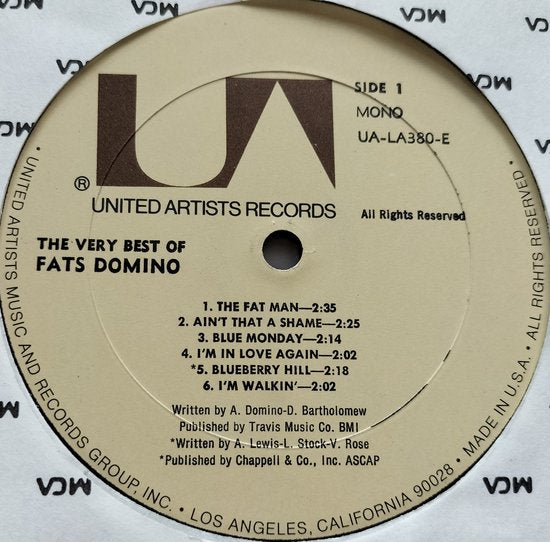 UA
SIDE 1
MONO
UA-LA380-E
®
UNITED ARTISTS RECORDS
All Rights Reserved
THE VERY BEST OF
FATS DOMINO
1. THE FAT MAN—2:35
2. AIN'T THAT A SHAME—2:25
3. BLUE MONDAY—2:14
4. I'M IN LOVE AGAIN—2:02
*5. BLUEBERRY HILL—2:18
6. I'M WALKIN'—2:02
Written by A. Domino-D. Bartholomew
Published by Travis Music Co. BMI
*Written by A. Lewis-L. Stock-V. Rose
*Published by Chappell & Co., Inc. ASCAP
• UNITED ARTISTS MUSIC AND RECORDS GROUP, INC. • LOS ANGELES, CALIFORNIA 90028 • MADE IN U.S.A. • ALL RIGHTS RESERVED •
MCA
MCA
MCA
MCA
MCA
MCA
MCA
MCA